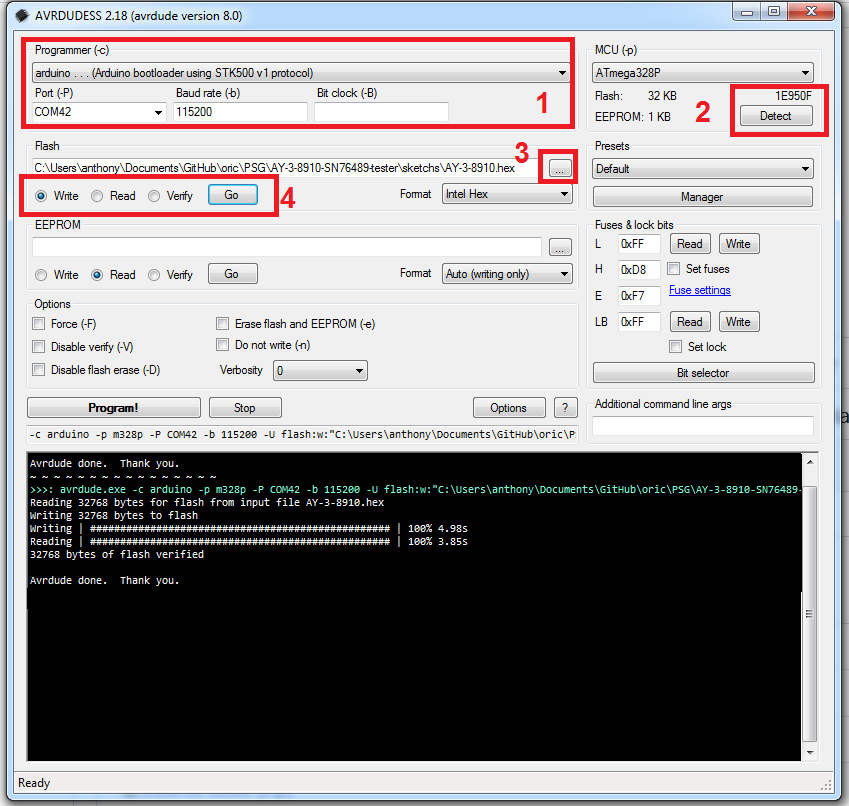 AVRDUDESS 2.18 (avrdude version 8.0)
Programmer (-c)
arduino . . . (Arduino bootloader using STK500 v1 protocol)
Port (-P) Baud rate (-b) Bit clock (-B)
COM42 115200
1
MCU (-p)
ATmega328P
Flash: 32 KB 1E950F
EEPROM: 1 KB
2
Detect
Flash
C:\Users\anthony\Documents\GitHub\oric\PSG\AY-3-8910-SN76489-tester\sketchs\AY-3-8910.hex ...
3
Write Read Verify Go
4
Format Intel Hex
Presets
Default
Manager
EEPROM
...
Write Read Verify Go Format Auto (writing only)
Fuses & lock bits
L 0xFF Read Write
H 0xD8 Set fuses
E 0xF7 Fuse settings
LB 0xFF Read Write
Set lock
Bit selector
Options
Force (-F) Erase flash and EEPROM (-e)
Disable verify (-V) Do not write (-n)
Disable flash erase (-D) Verbosity 0
Program! Stop Options ?
Additional command line args
-c arduino -p m328p -P COM42 -b 115200 -U flash:w:"C:\Users\anthony\Documents\GitHub\oric\P
Avrdude done. Thank you.
~ ~ ~ ~ ~ ~ ~ ~ ~ ~ ~ ~ ~ ~ ~ ~
>>>: avrdude.exe -c arduino -p m328p -P COM42 -b 115200 -U flash:w:"C:\Users\anthony\Documents\GitHub\oric\PSG\AY-3-8910-SN76489-
Reading 32768 bytes for flash from input file AY-3-8910.hex
Writing 32768 bytes to flash
Writing | ################################################## | 100% 4.98s
Reading | ################################################## | 100% 3.85s
32768 bytes of flash verified
Avrdude done. Thank you.
Ready